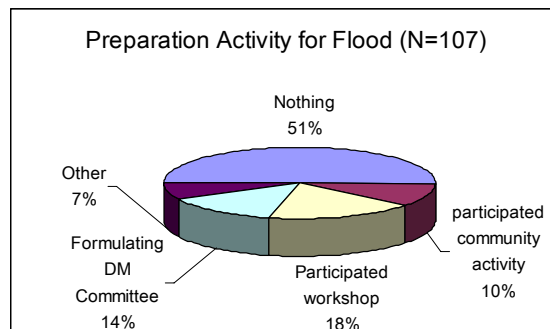 Preparation Activity for Flood (N=107)
Nothing
51%
Other
7%
participated
community
activity
10%
Formulating
DM
Committee
14%
Participated
workshop
18%